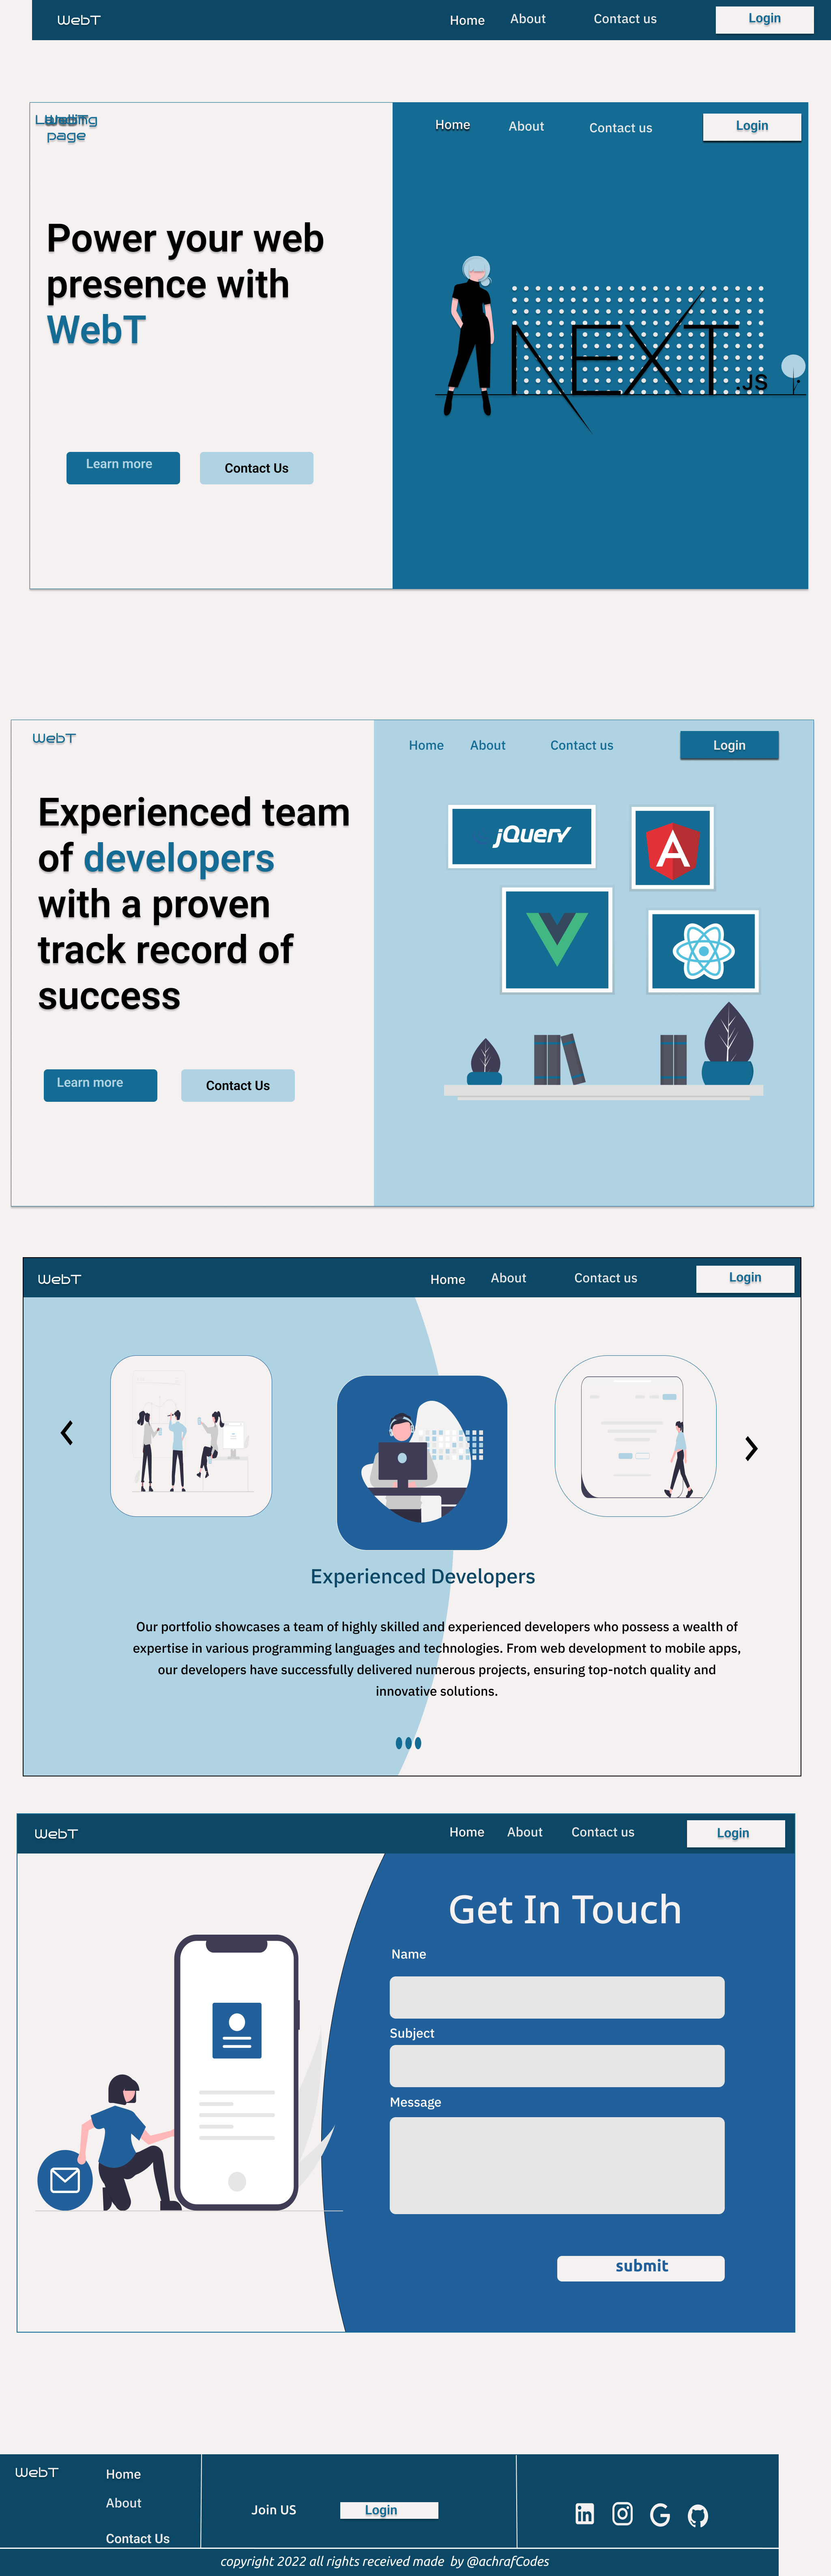 WebT
Home About Contact us Login
Landing
page
WebT
Home About Contact us Login
Power your web
presence with
WebT
NEXT
.JS
Learn more Contact Us
WebT
Home About Contact us Login
Experienced team
of developers
with a proven
track record of
success
jQuery
A
Learn more Contact Us
WebT
Home About Contact us Login
Experienced Developers
Our portfolio showcases a team of highly skilled and experienced developers who possess a wealth of
expertise in various programming languages and technologies. From web development to mobile apps,
our developers have successfully delivered numerous projects, ensuring top-notch quality and
innovative solutions.
WebT
Home About Contact us Login
Get In Touch
Name
Subject
Message
submit
WebT
Home
About
Contact Us
Join US
Login
in
G
copyright 2022 all rights received made by @achrafCodes